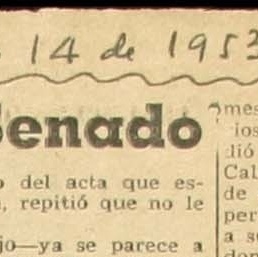 14 de 1953
Senado
del acta que es-
, repitió que no le
jo—ya se parece a
mes
ios
dió
Cal
de
per
a s